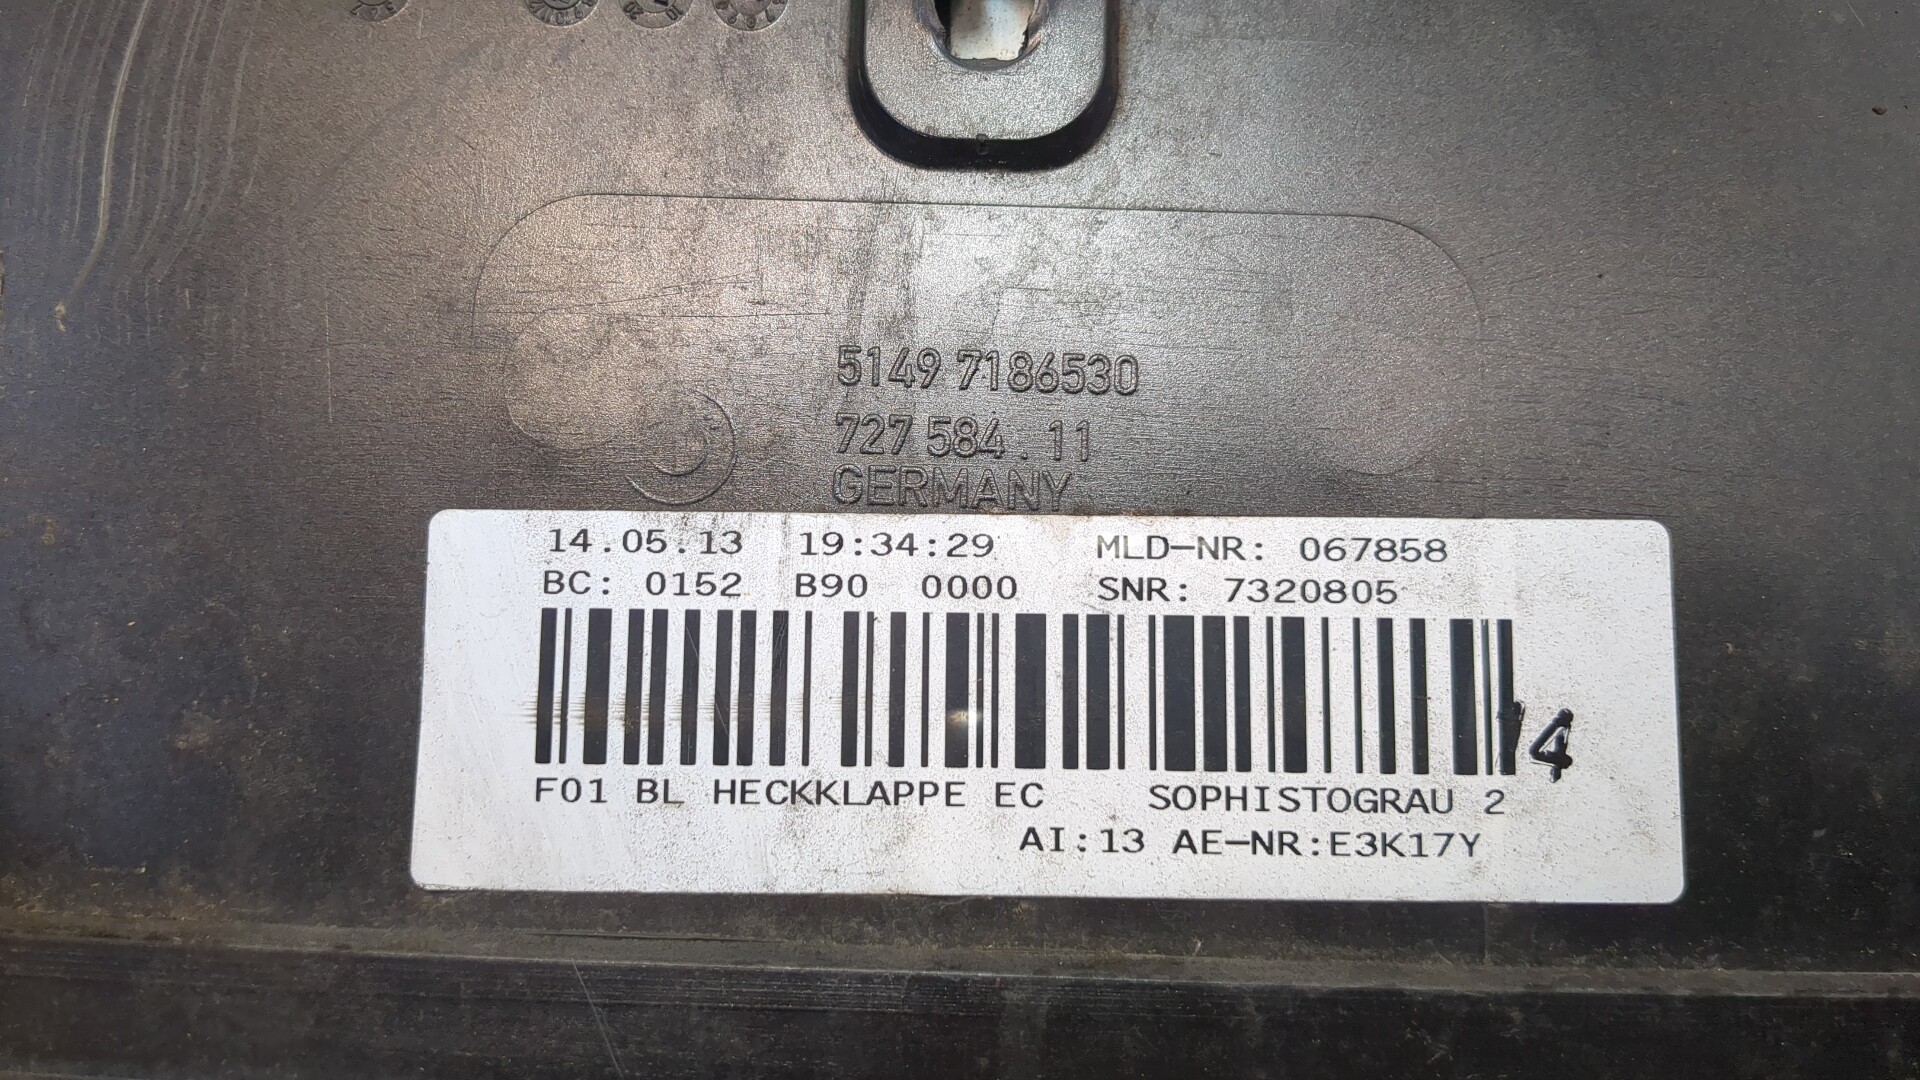 5149 7186530
727 584.11
GERMANY
14.05.13 19:34:29 MLD-NR: 067858
BC: 0152 B90 0000 SNR: 7320805
14
F01 BL HECKKLAPPE EC SOPHISTOGRAU 2
AI:13 AE-NR:E3K17Y